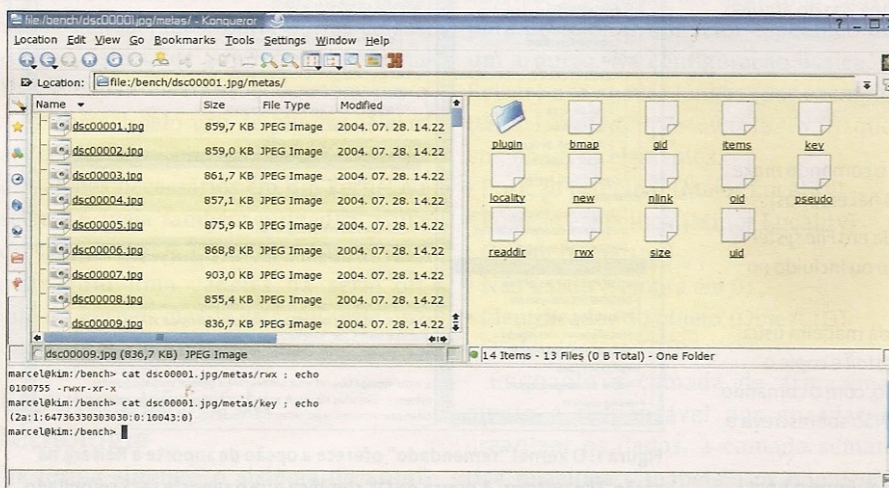 file:/bench/dsc00001.jpg/metas/ - Konqueror
Location Edit View Go Bookmarks Tools Settings Window Help
Location: file:/bench/dsc00001.jpg/metas/
Name Size File Type Modified
dsc00001.jpg 859,7 KB JPEG Image 2004. 07. 28. 14.22
dsc00002.jpg 859,0 KB JPEG Image 2004. 07. 28. 14.22
dsc00003.jpg 861,7 KB JPEG Image 2004. 07. 28. 14.22
dsc00004.jpg 857,1 KB JPEG Image 2004. 07. 28. 14.22
dsc00005.jpg 875,9 KB JPEG Image 2004. 07. 28. 14.22
dsc00006.jpg 868,8 KB JPEG Image 2004. 07. 28. 14.22
dsc00007.jpg 903,0 KB JPEG Image 2004. 07. 28. 14.22
dsc00008.jpg 855,4 KB JPEG Image 2004. 07. 28. 14.22
dsc00009.jpg 836,7 KB JPEG Image 2004. 07. 28. 14.22
dsc00009.jpg (836,7 KB) JPEG Image
plugin bmap gid items key
locality new nlink oid pseudo
readdir rwx size uid
14 Items - 13 Files (0 B Total) - One Folder
marcel@kim:/bench> cat dsc00001.jpg/metas/rwx ; echo
0100755 -rwxr-xr-x
marcel@kim:/bench> cat dsc00001.jpg/metas/key ; echo
(2a:1:64736330303030:0:10043:0)
marcel@kim:/bench>